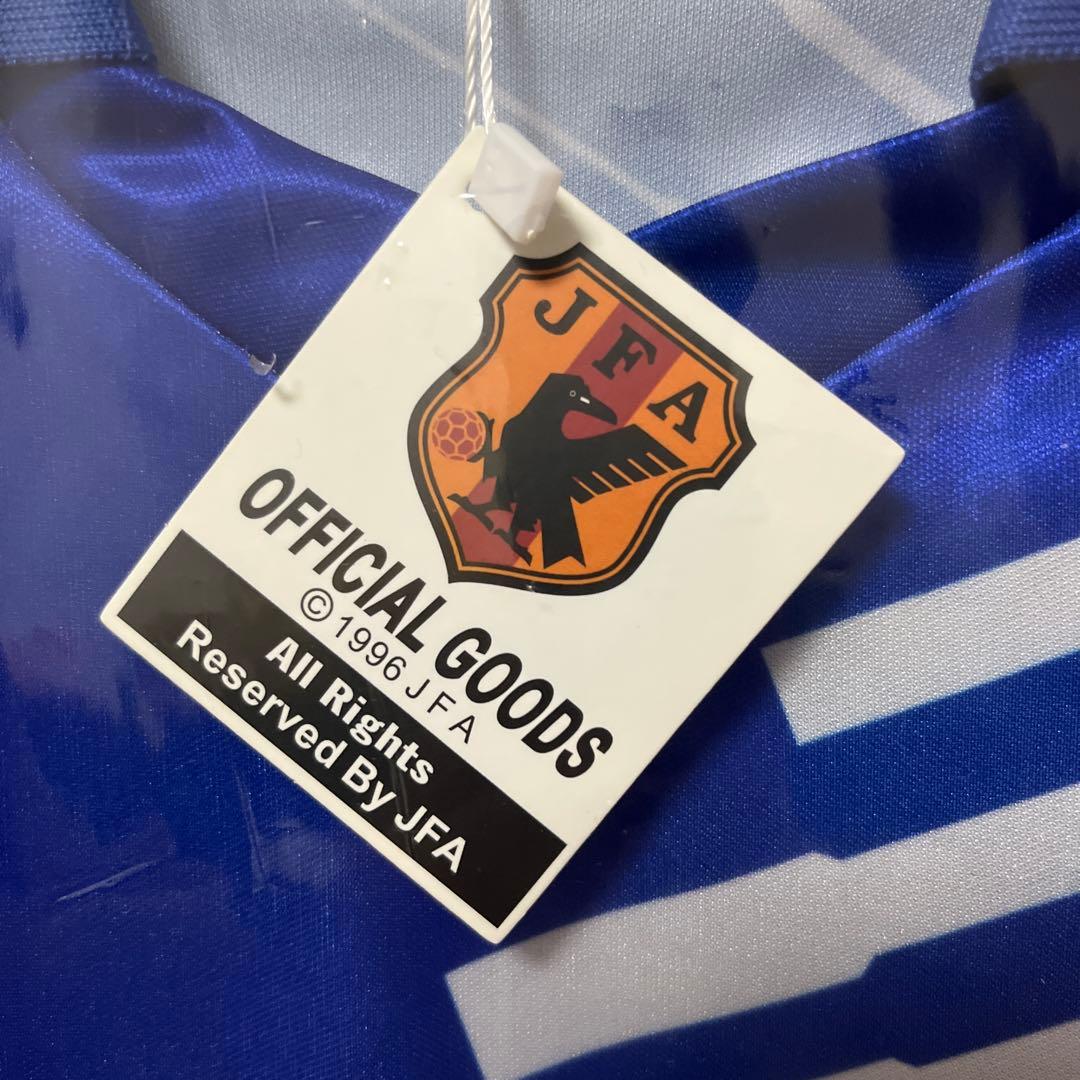 JFA
OFFICIAL GOODS
© 1996 JFA
All Rights
Reserved By JFA